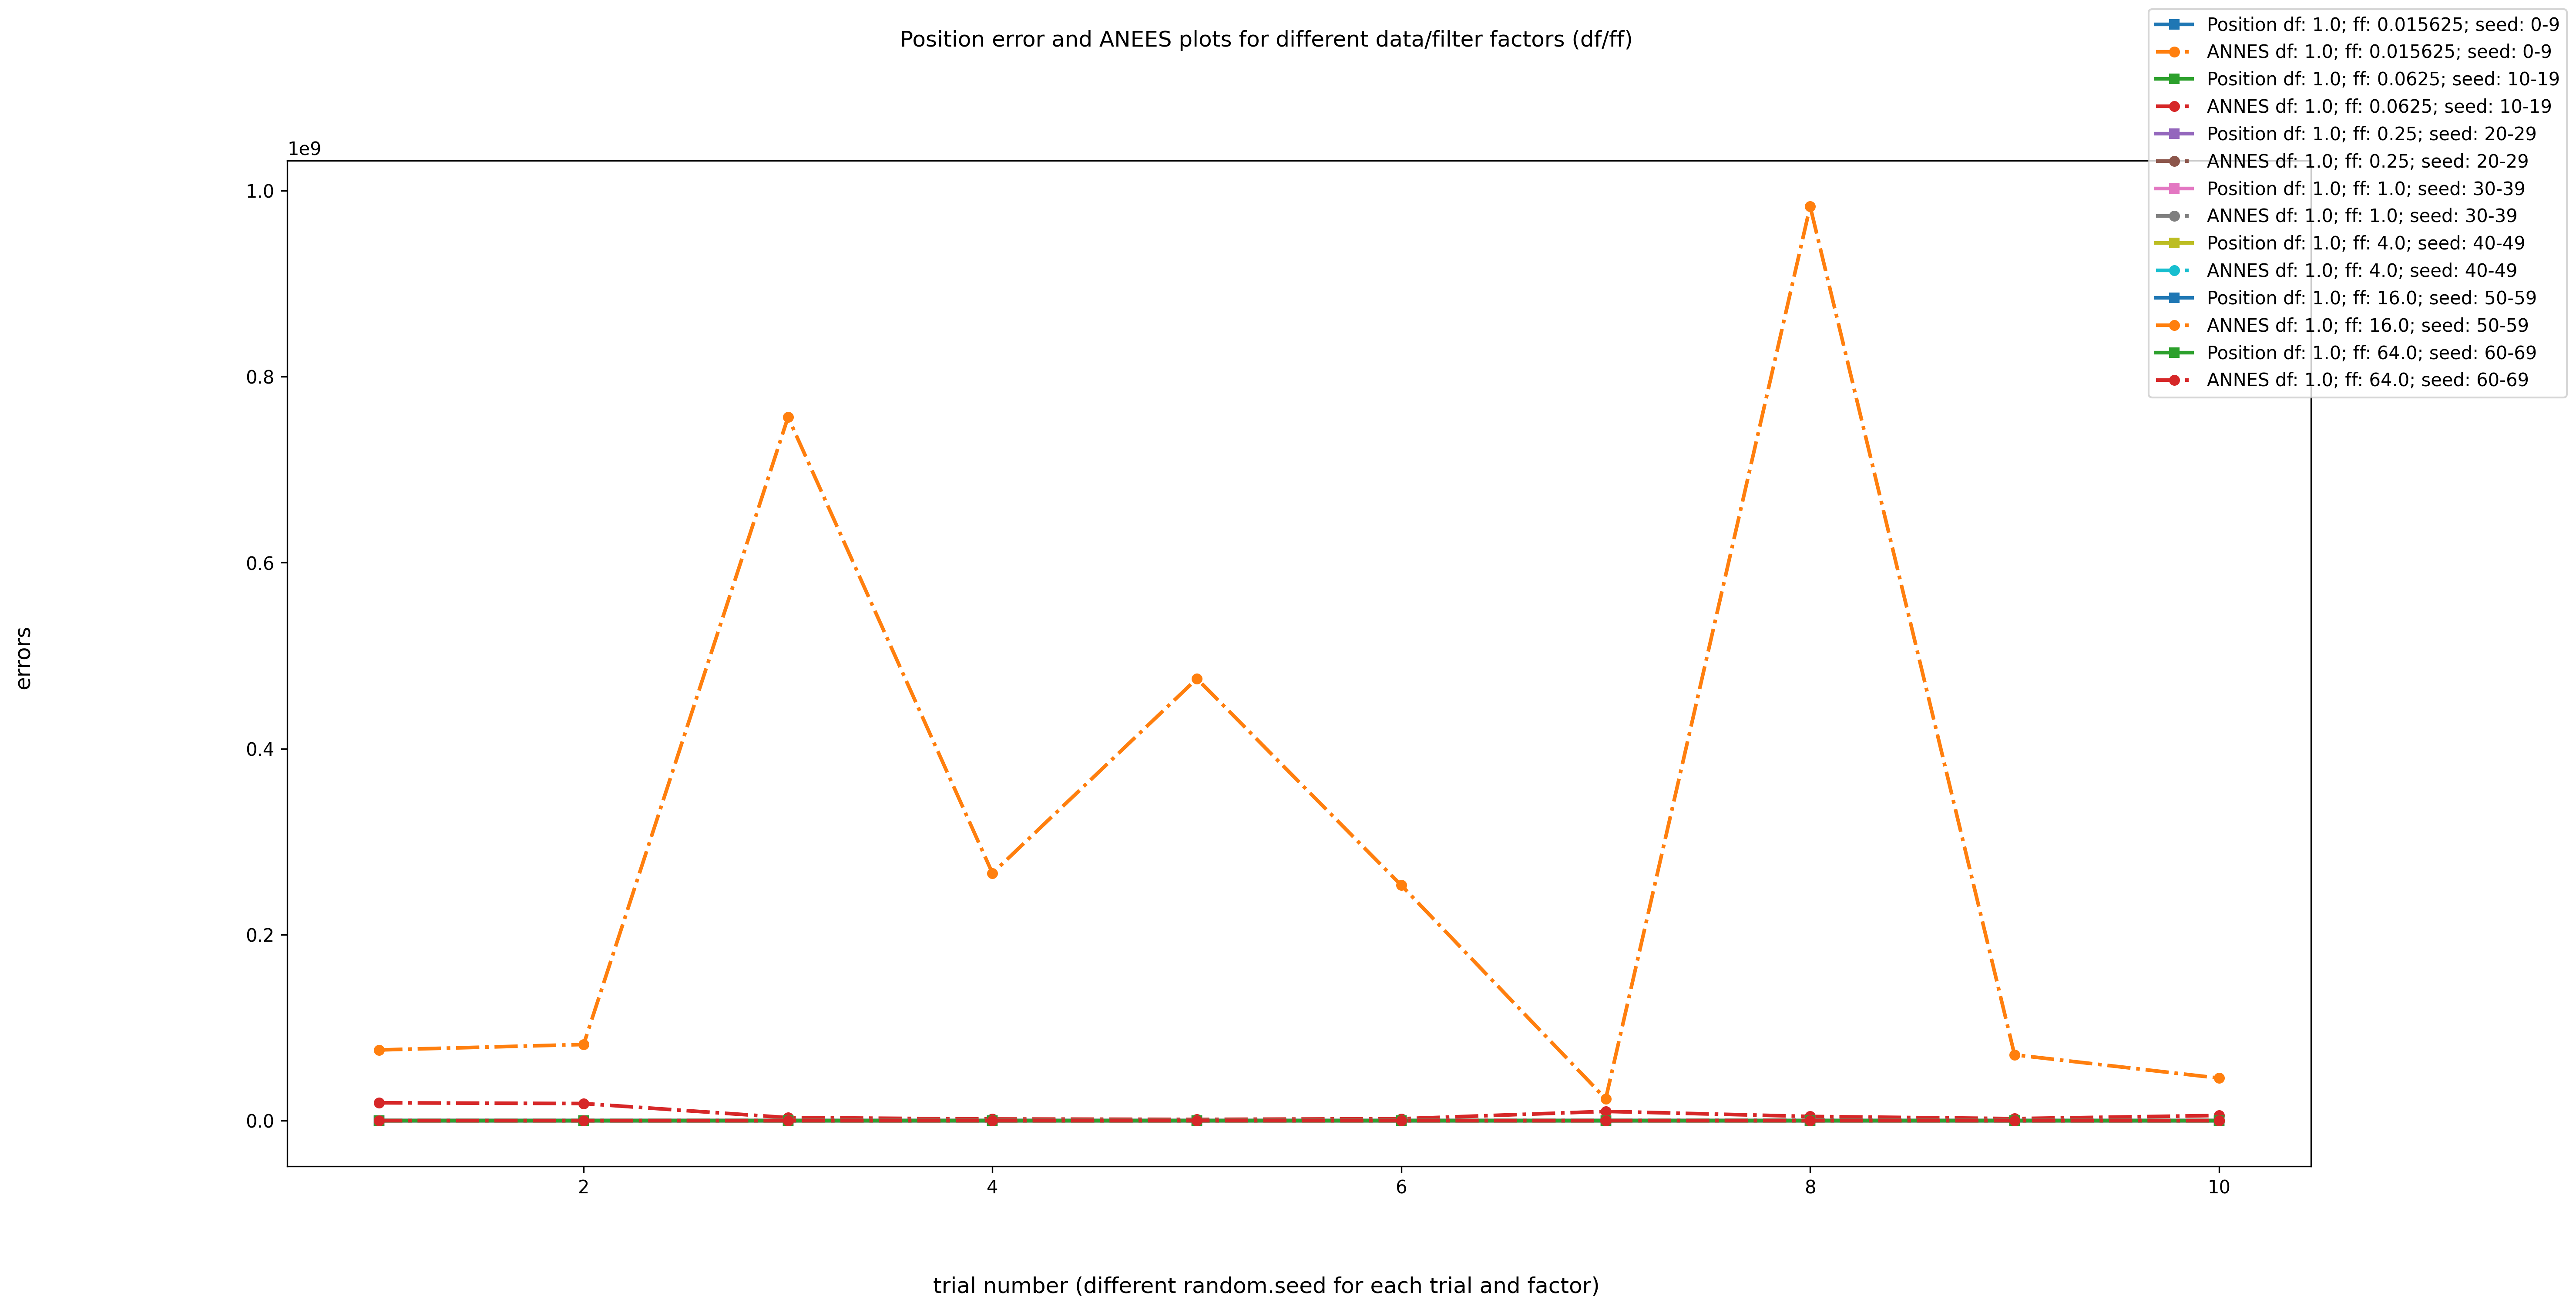 Position error and ANEES plots for different data/filter factors (df/ff)
Position df: 1.0; ff: 0.015625; seed: 0-9
ANNES df: 1.0; ff: 0.015625; seed: 0-9
Position df: 1.0; ff: 0.0625; seed: 10-19
ANNES df: 1.0; ff: 0.0625; seed: 10-19
Position df: 1.0; ff: 0.25; seed: 20-29
ANNES df: 1.0; ff: 0.25; seed: 20-29
Position df: 1.0; ff: 1.0; seed: 30-39
ANNES df: 1.0; ff: 1.0; seed: 30-39
Position df: 1.0; ff: 4.0; seed: 40-49
ANNES df: 1.0; ff: 4.0; seed: 40-49
Position df: 1.0; ff: 16.0; seed: 50-59
ANNES df: 1.0; ff: 16.0; seed: 50-59
Position df: 1.0; ff: 64.0; seed: 60-69
ANNES df: 1.0; ff: 64.0; seed: 60-69
1e9
1.0
0.8
0.6
0.4
0.2
0.0
errors
2 4 6 8 10
trial number (different random.seed for each trial and factor)